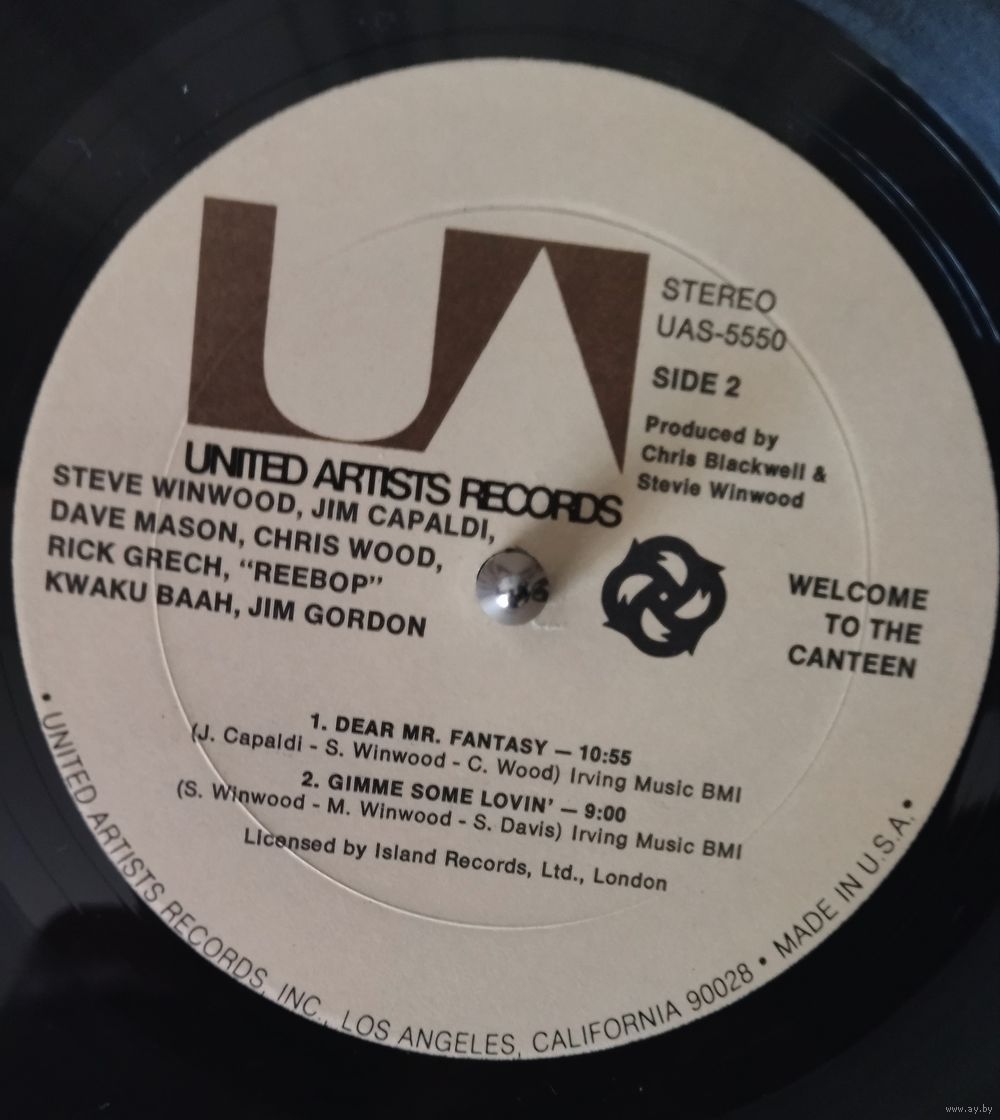 STEREO
UAS-5550
SIDE 2
Produced by
Chris Blackwell &
Stevie Winwood
UNITED ARTISTS RECORDS
STEVE WINWOOD, JIM CAPALDI,
DAVE MASON, CHRIS WOOD,
RICK GRECH, “REEBOP”
KWAKU BAAH, JIM GORDON
WELCOME
TO THE
CANTEEN
1. DEAR MR. FANTASY — 10:55
(J. Capaldi - S. Winwood - C. Wood) Irving Music BMI
2. GIMME SOME LOVIN’ — 9:00
(S. Winwood - M. Winwood - S. Davis) Irving Music BMI
Licensed by Island Records, Ltd., London
• UNITED ARTISTS RECORDS, INC., LOS ANGELES, CALIFORNIA 90028 • MADE IN U.S.A. •
www.ay.by